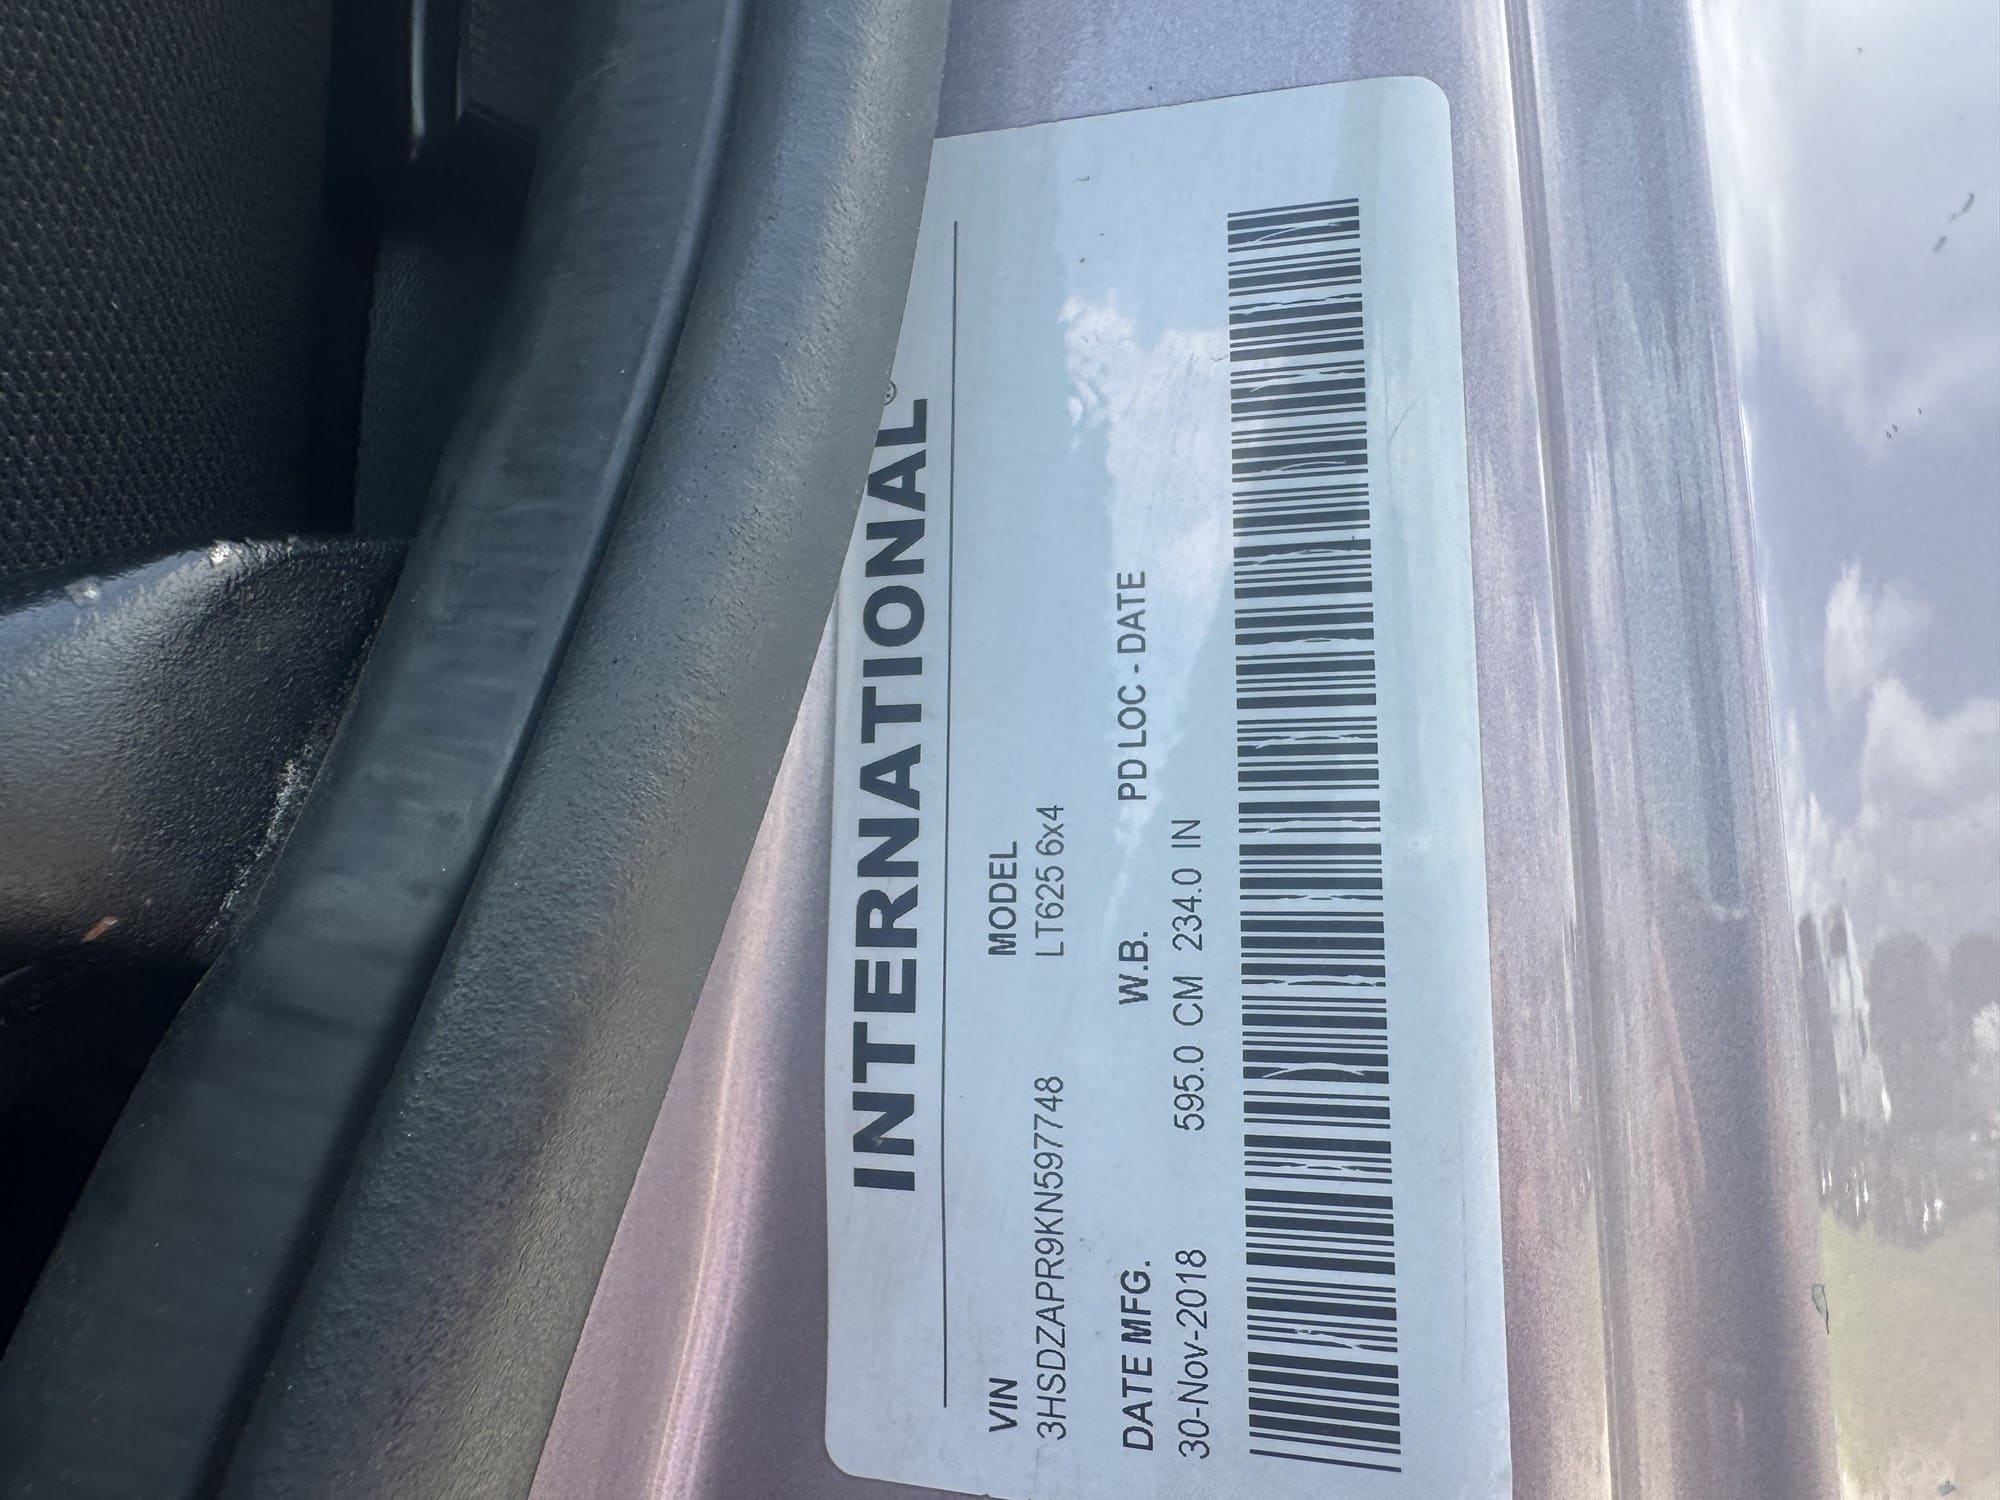 INTERNATIONAL®
VIN MODEL
3HSDZAPR9KN597748 LT625 6x4
DATE MFG. W.B. PD LOC - DATE
30-Nov-2018 595.0 CM 234.0 IN